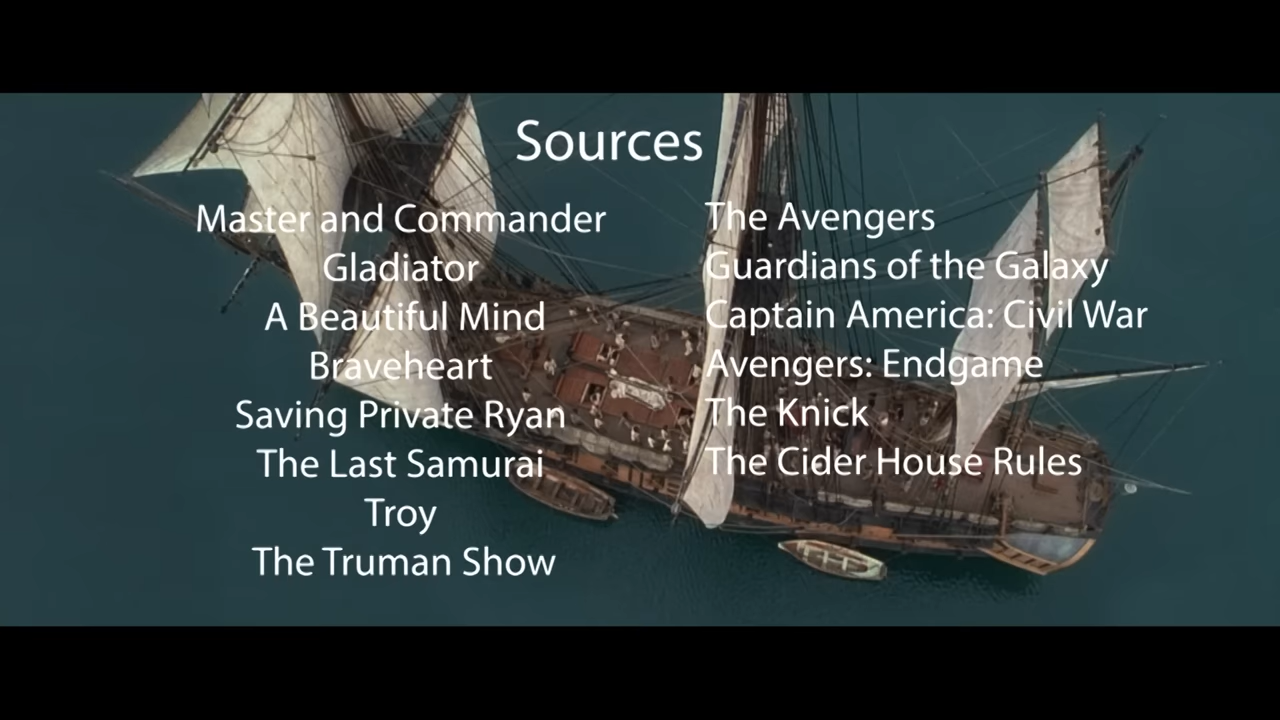 Sources
Master and Commander
Gladiator
A Beautiful Mind
Braveheart
Saving Private Ryan
The Last Samurai
Troy
The Truman Show
The Avengers
Guardians of the Galaxy
Captain America: Civil War
Avengers: Endgame
The Knick
The Cider House Rules